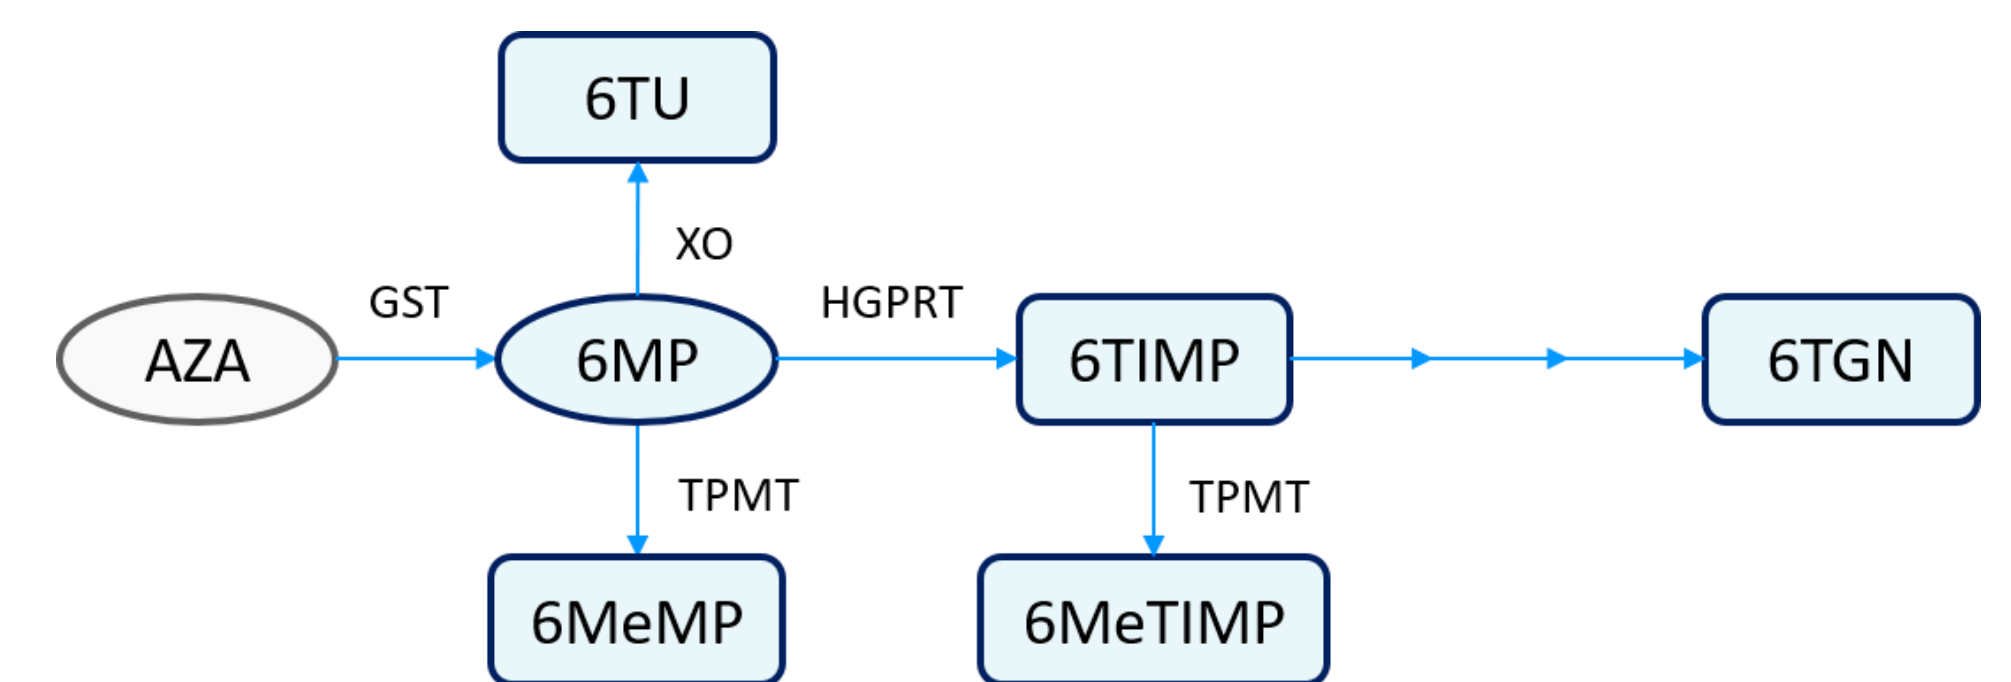 6TU
XO
GST
HGPRT
AZA
6MP
6TIMP
6TGN
TPMT
TPMT
6MeMP
6MeTIMP